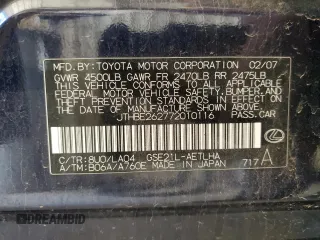 MFD.BY: TOYOTA MOTOR CORPORATION 02/07
GVWR 4500LB GAWR FR 2470LB RR 2475LB
THIS VEHICLE CONFORMS TO ALL APPLICABLE
FEDERAL MOTOR VEHICLE SAFETY, BUMPER,
AND THEFT PREVENTION STANDARDS IN EFFECT ON
THE DATE OF MANUFACTURE SHOWN ABOVE.
JTHBE262772010116 PASS.CAR
C/TR: 8U0/LA04 GSE21L-AETLHA
A/TM: B06A/A760E MADE IN JAPAN 717 A